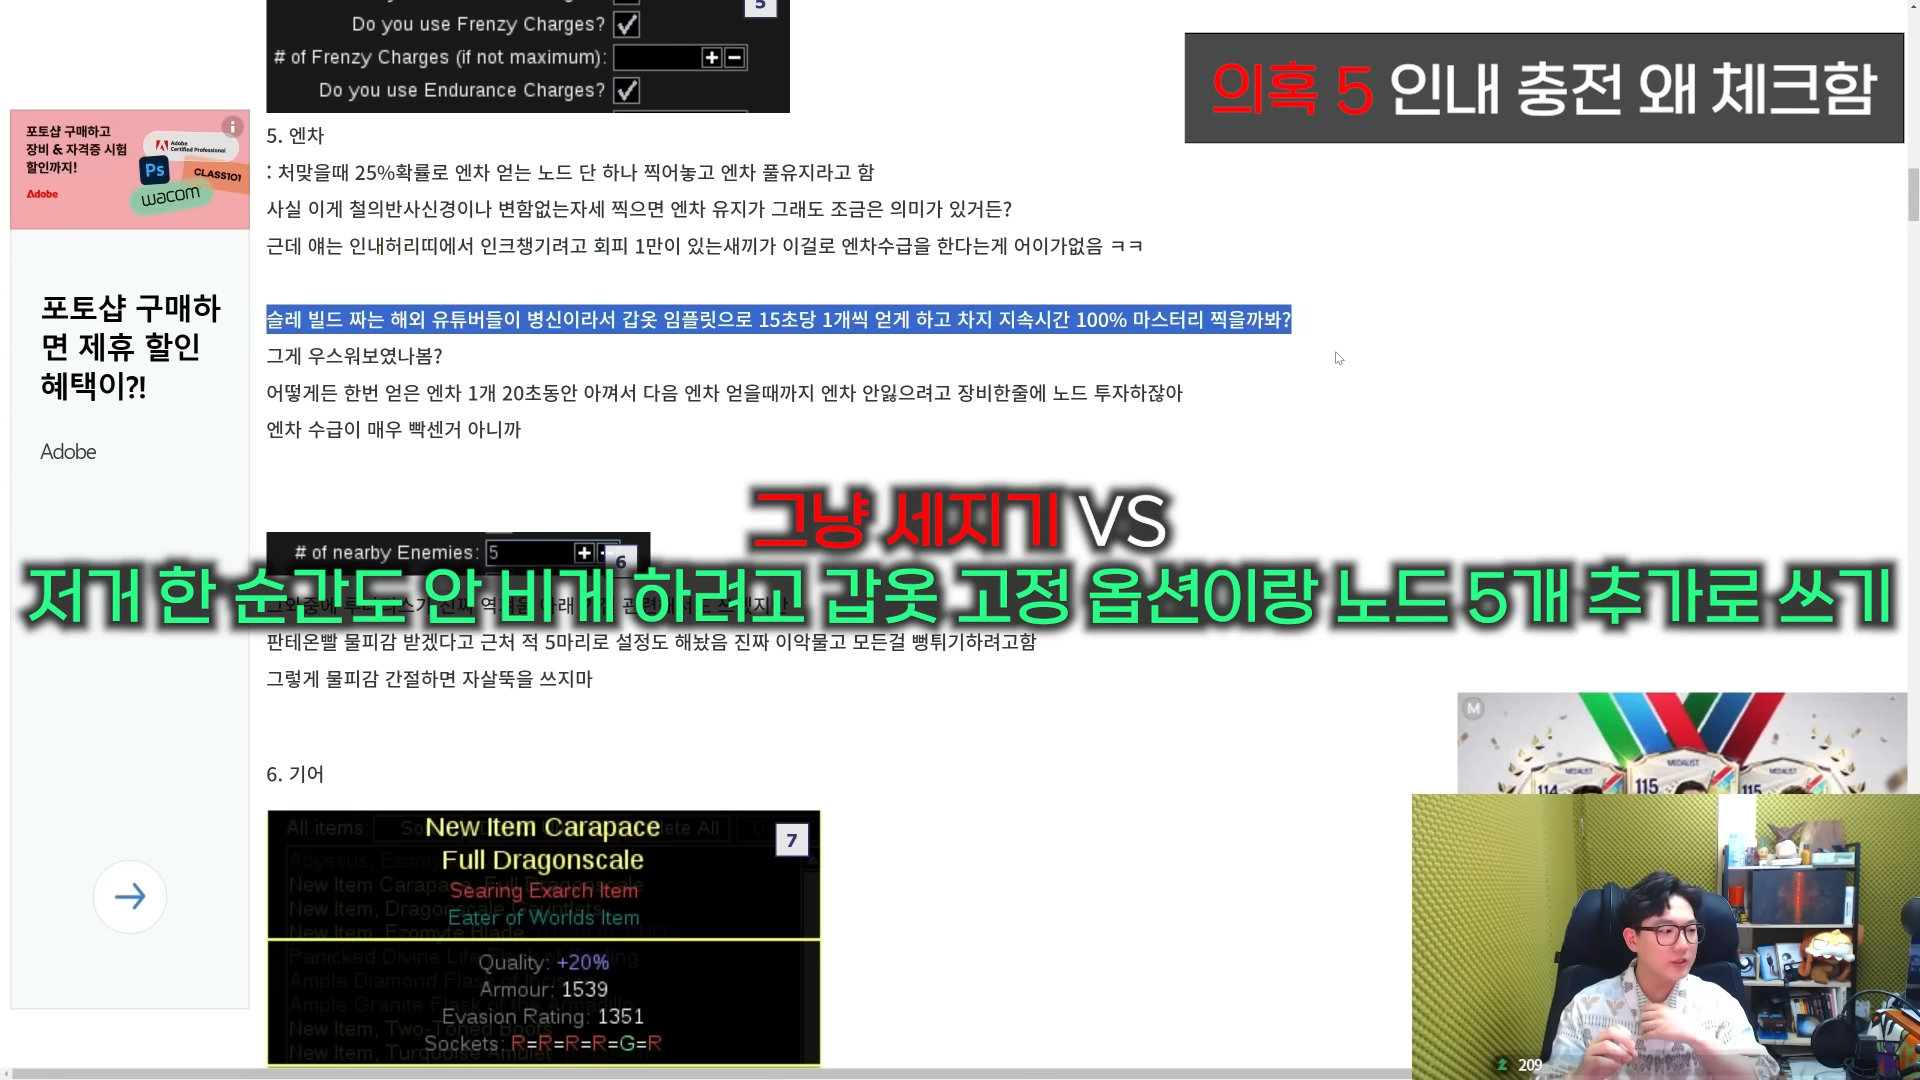 Do you use Frenzy Charges?
# of Frenzy Charges (if not maximum):
Do you use Endurance Charges?
5
의혹 5 인내 충전 왜 체크함
포토샵 구매하고
장비 & 자격증 시험
할인까지!
Adobe
Adobe
Certified Professional
Ps
CLASS101
wacom
포토샵 구매하
면 제휴 할인
혜택이?!
Adobe
5. 엔차
: 처맞을때 25%확률로 엔차 얻는 노드 단 하나 찍어놓고 엔차 풀유지라고 함
사실 이게 철의반사신경이나 변함없는자세 찍으면 엔차 유지가 그래도 조금은 의미가 있거든?
근데 얘는 인내허리띠에서 인크챙기려고 회피 1만이 있는새끼가 이걸로 엔차수급을 한다는게 어이가없음 ㅋㅋ
슬레 빌드 짜는 해외 유튜버들이 병신이라서 갑옷 임플릿으로 15초당 1개씩 얻게 하고 차지 지속시간 100% 마스터리 찍을까봐?
그게 우스워보였나봄?
어떻게든 한번 얻은 엔차 1개 20초동안 아껴서 다음 엔차 얻을때까지 엔차 안잃으려고 장비한줄에 노드 투자하잖아
엔차 수급이 매우 빡센거 아니까
그냥 세지기 VS
# of nearby Enemies: 5
6
저거 한 순간도 안 비게 하려고 갑옷 고정 옵션이랑 노드 5개 추가로 쓰기
판테온빨 물피감 받겠다고 근처 적 5마리로 설정도 해놨음 진짜 이악물고 모든걸 뻥튀기하려고함
그렇게 물피감 간절하면 자살뚝을 쓰지마
6. 기어
All items:
New Item Carapace
Full Dragonscale
7
Searing Exarch Item
Eater of Worlds Item
Quality: +20%
Armour: 1539
Evasion Rating: 1351
Sockets: R=R=R=R=G=R
M
MEDALIST
MEDALIST
MEDALIST
114
115
115
209